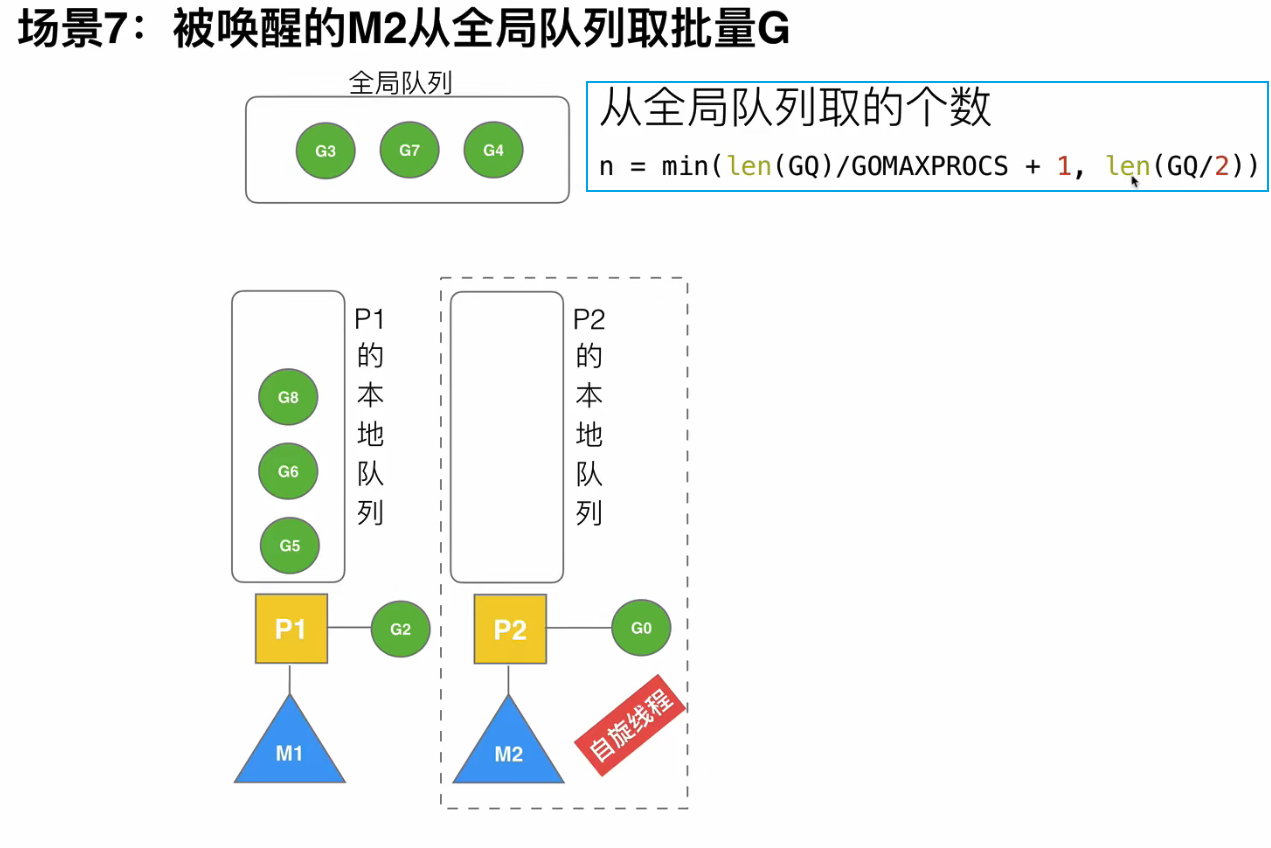 场景7：被唤醒的M2从全局队列取批量G
全局队列
G3 G7 G4
从全局队列取的个数
n = min(len(GQ)/GOMAXPROCS + 1, len(GQ/2))
P1的本地队列
G8
G6
G5
P1
G2
M1
P2的本地队列
P2
G0
M2
自旋线程